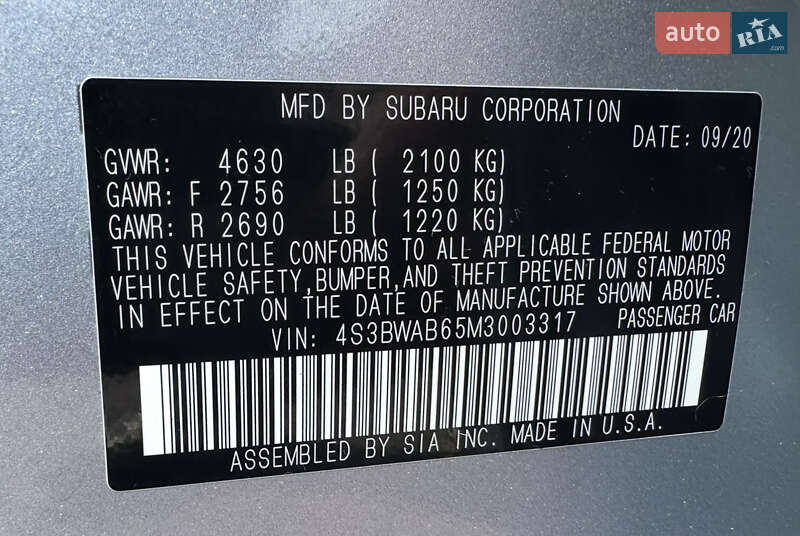 auto RIA.com
MFD BY SUBARU CORPORATION
DATE: 09/20
GVWR: 4630 LB ( 2100 KG)
GAWR: F 2756 LB ( 1250 KG)
GAWR: R 2690 LB ( 1220 KG)
THIS VEHICLE CONFORMS TO ALL APPLICABLE FEDERAL MOTOR
VEHICLE SAFETY,BUMPER,AND THEFT PREVENTION STANDARDS
IN EFFECT ON THE DATE OF MANUFACTURE SHOWN ABOVE.
VIN: 4S3BWAB65M3003317 PASSENGER CAR
ASSEMBLED BY SIA INC. MADE IN U.S.A.